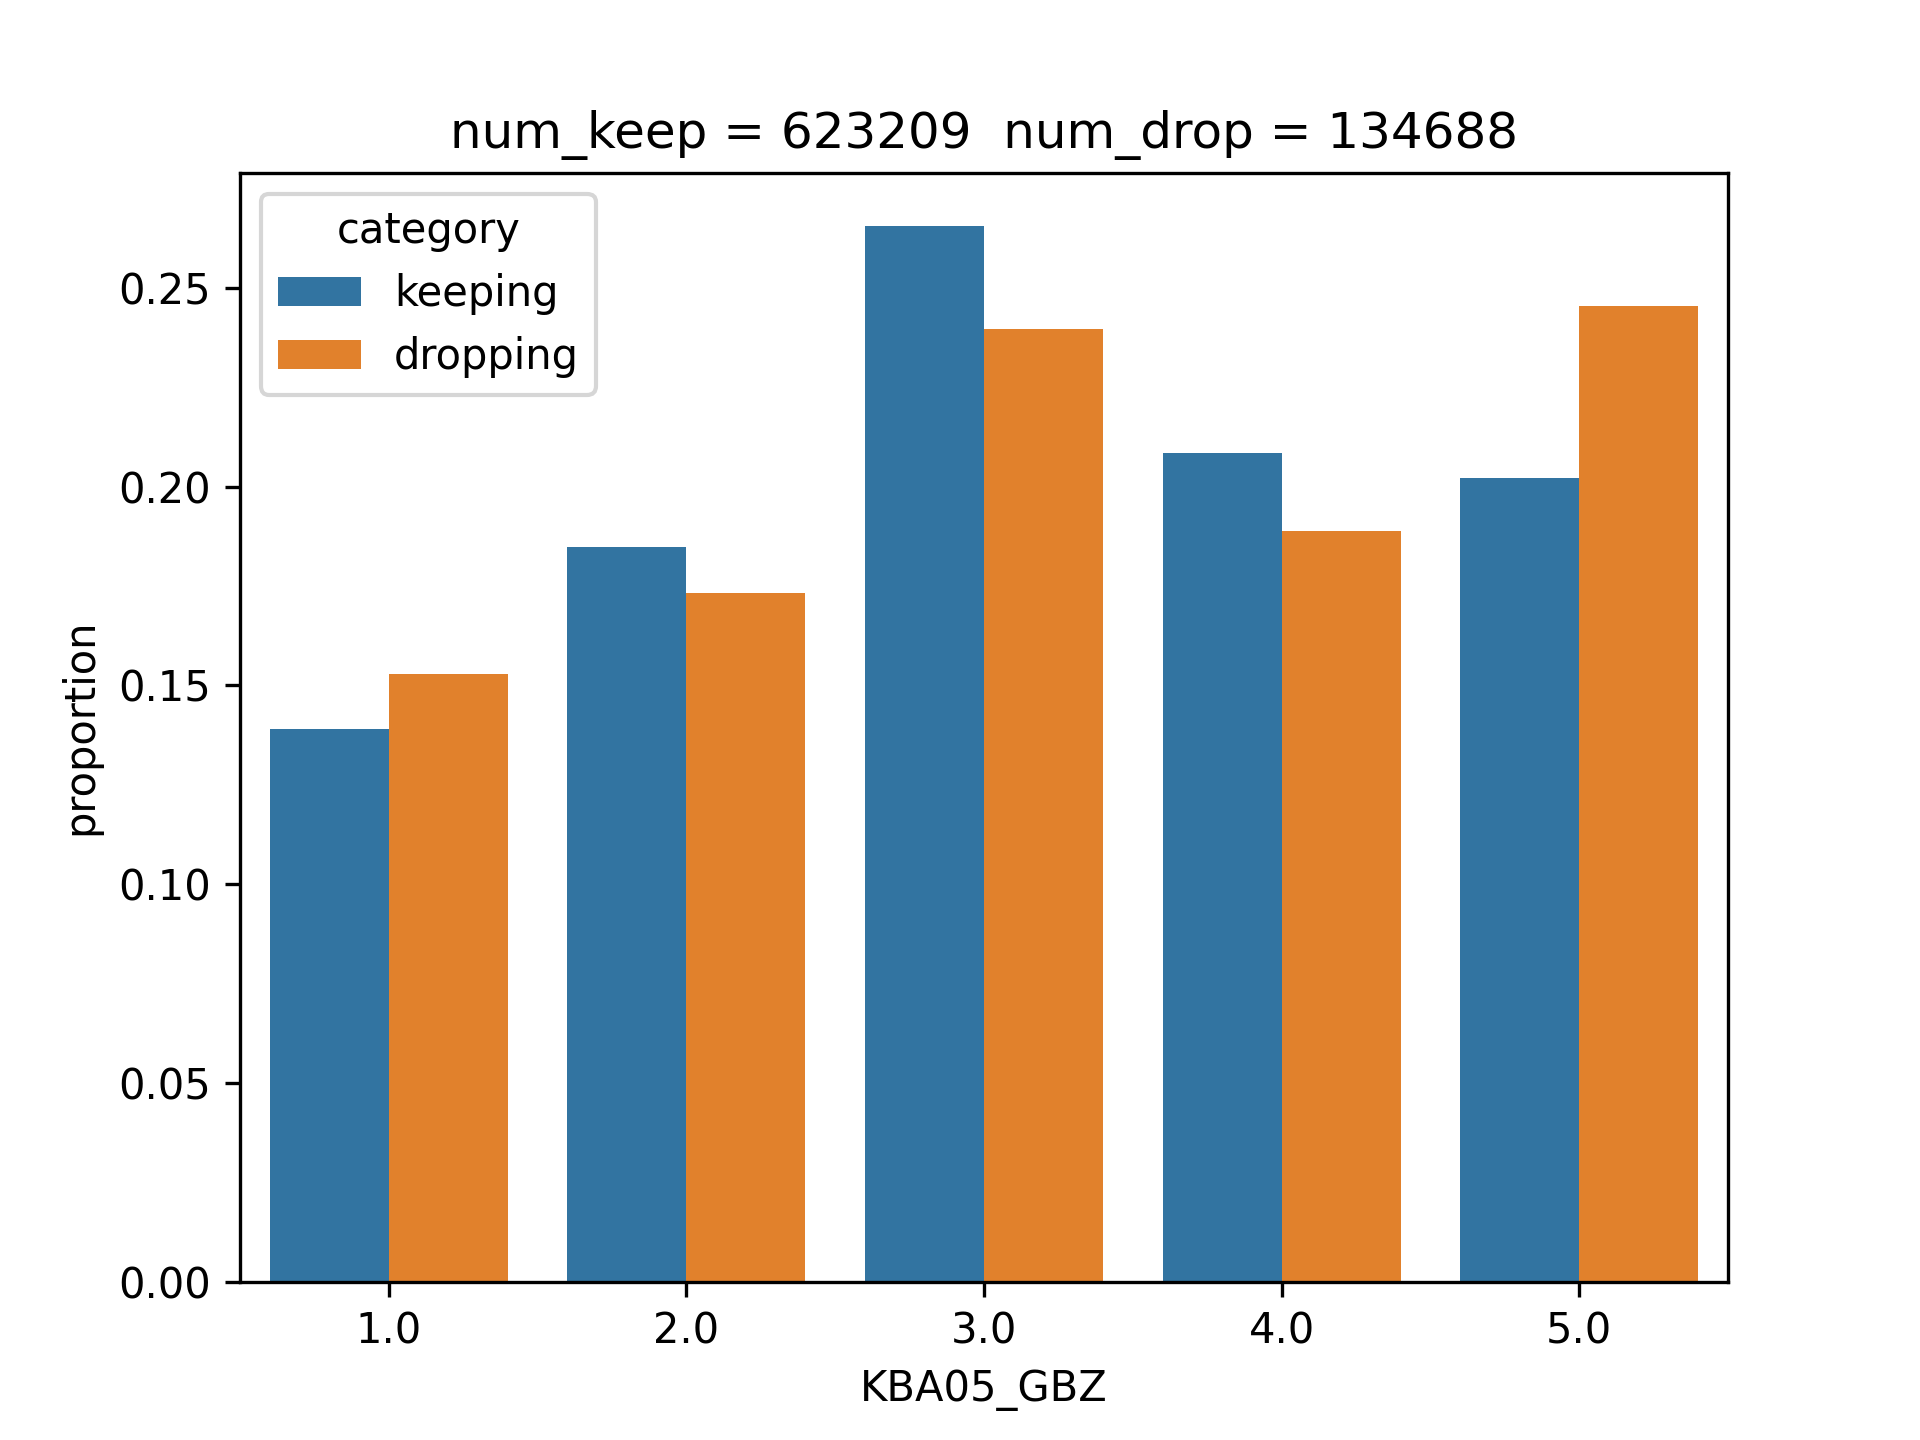 num_keep = 623209  num_drop = 134688
category
keeping
dropping
proportion
0.25
0.20
0.15
0.10
0.05
0.00
1.0 2.0 3.0 4.0 5.0
KBA05_GBZ